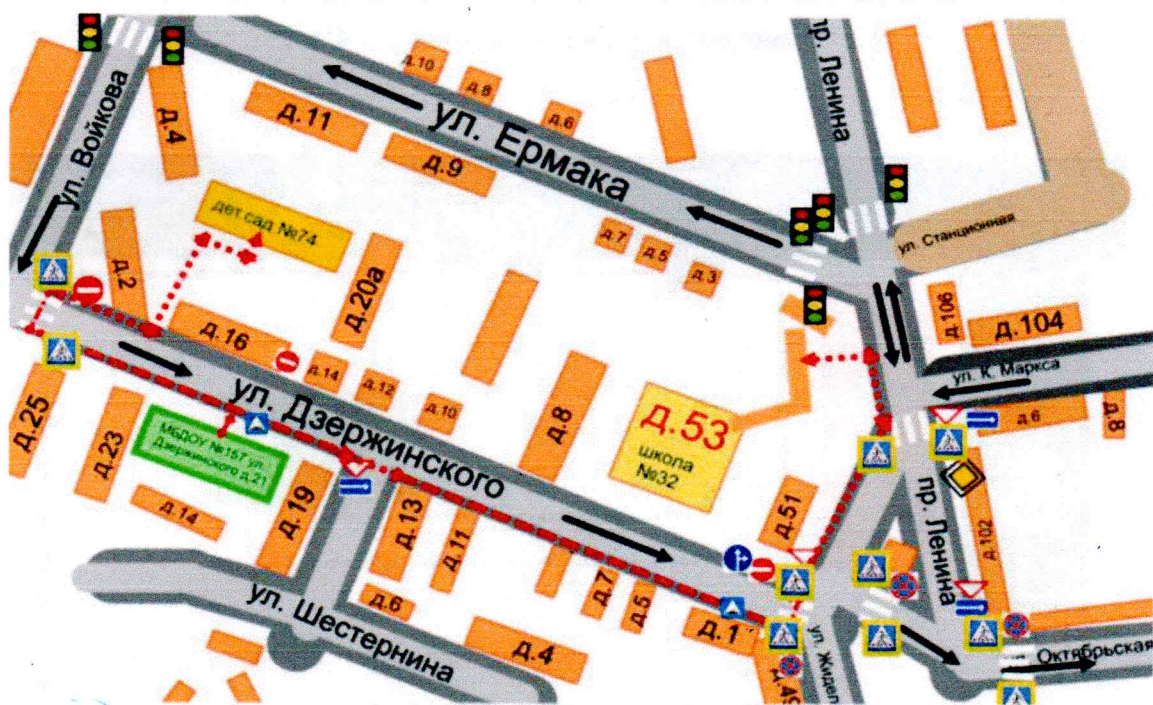 пр. Ленина
д.10
д.8
д.6
д.11
ул. Ермака
д.9
д.4
ул. Войкова
дет.сад №74
д.7
д.5
д.3
ул. Станционная
д.2
д.20а
д.106
д.104
д.16
ул. К. Маркса
д.14
д.12
д.10
ул. Дзержинского
д.8
д.53
школа
№32
д.6
д.8
д.25
д.23
МБДОУ №157 ул.
Дзержинского д.21
д.14
д.19
д.13
д.11
д.51
пр. Ленина
д.102
ул. Шестернина
д.6
д.4
д.7
д.5
д.1
Октябрьская